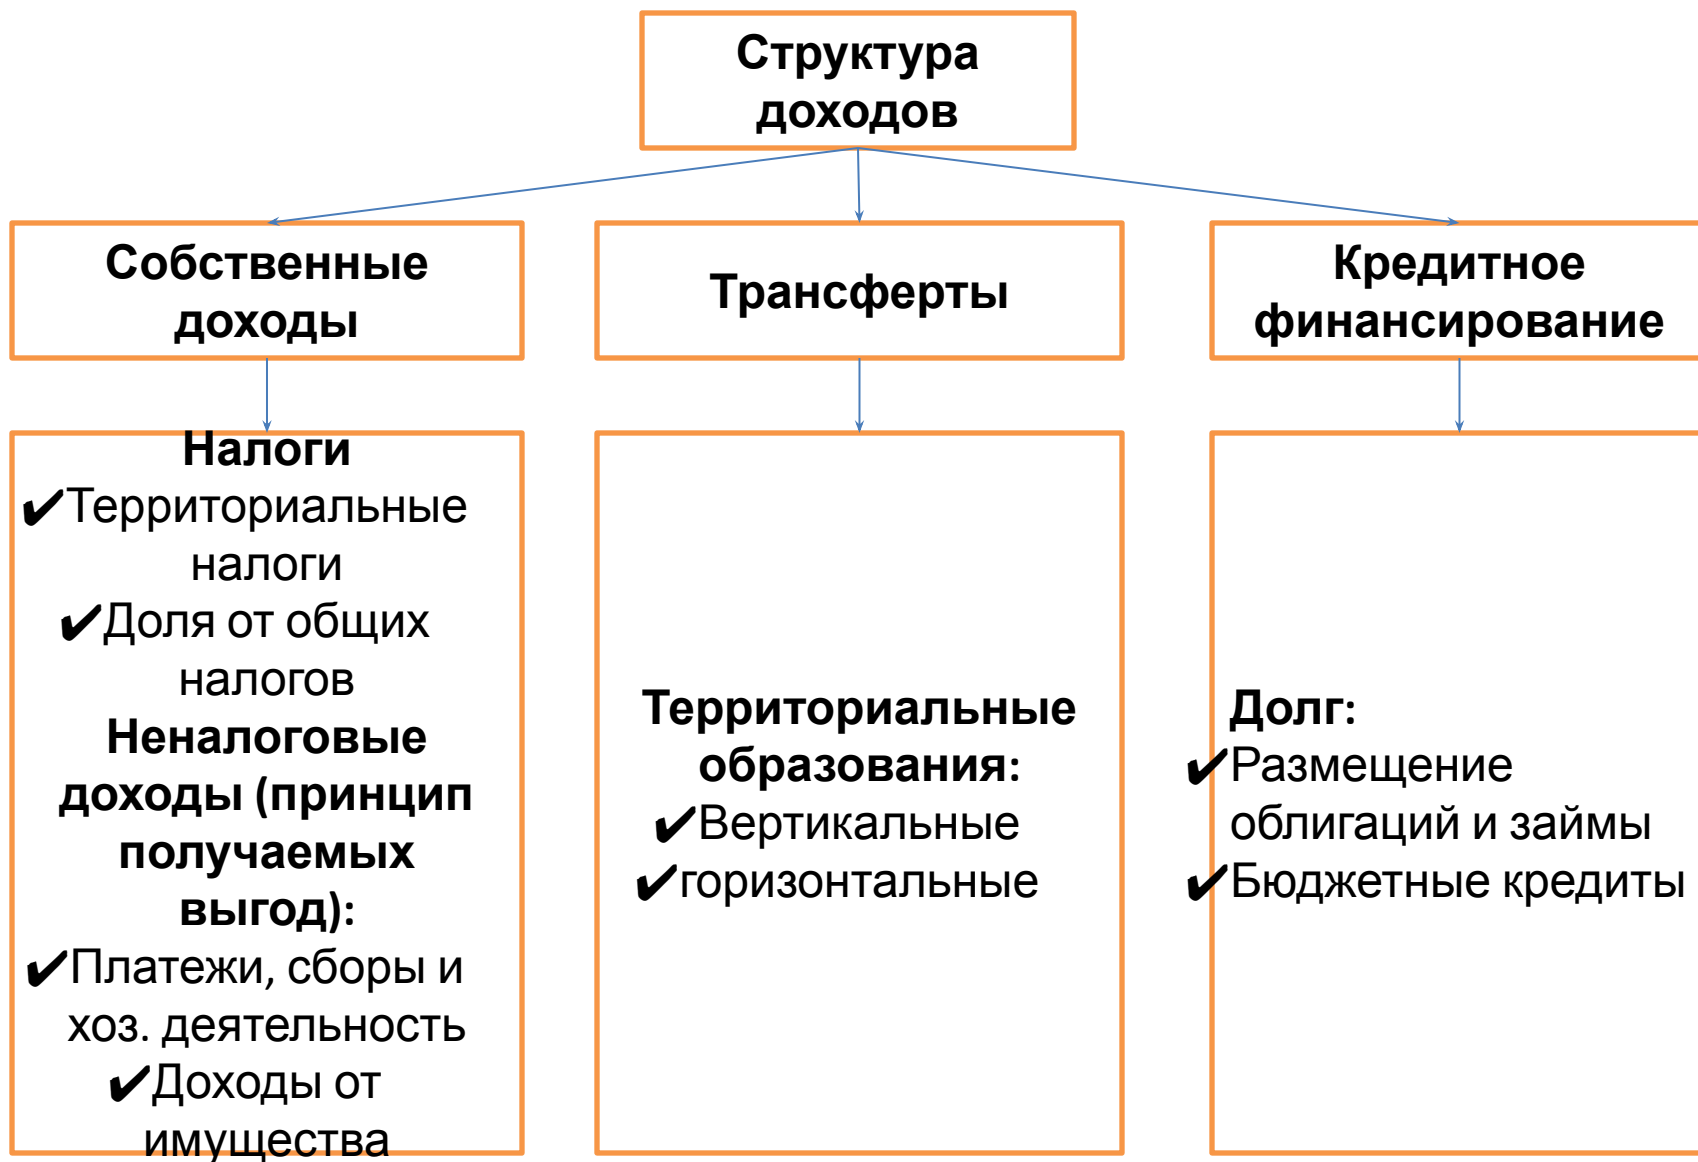 Структура
доходов
Собственные
доходы
Трансферты
Кредитное
финансирование
Налоги
✔Территориальные
налоги
✔Доля от общих
налогов
Неналоговые
доходы (принцип
получаемых
выгод):
✔Платежи, сборы и
хоз. деятельность
✔Доходы от
имущества
Территориальные
образования:
✔Вертикальные
✔горизонтальные
Долг:
✔Размещение
облигаций и займы
✔Бюджетные кредиты